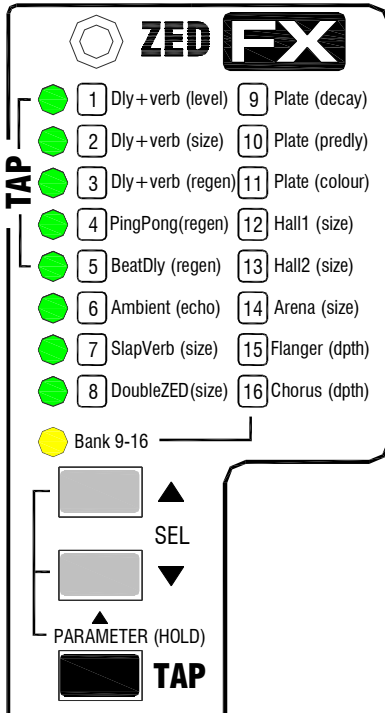 ZED FX
1 Dly+verb (level) 9 Plate (decay)
2 Dly+verb (size) 10 Plate (predly)
3 Dly+verb (regen) 11 Plate (colour)
4 PingPong(regen) 12 Hall1 (size)
5 BeatDly (regen) 13 Hall2 (size)
6 Ambient (echo) 14 Arena (size)
7 SlapVerb (size) 15 Flanger (dpth)
8 DoubleZED(size) 16 Chorus (dpth)
TAP
Bank 9-16
SEL
PARAMETER (HOLD)
TAP